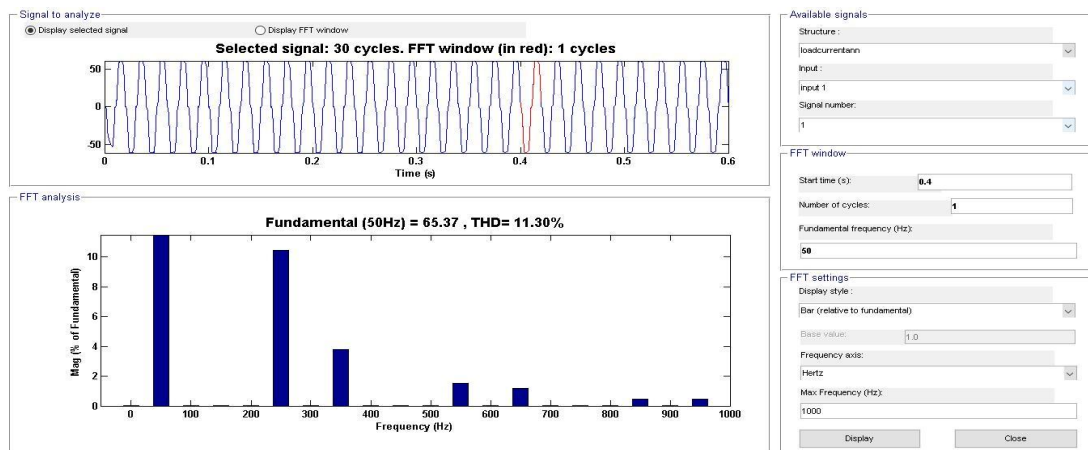 Signal to analyze
Display selected signal
Display FFT window
Selected signal: 30 cycles. FFT window (in red): 1 cycles
50
0
-50
0 0.1 0.2 0.3 0.4 0.5 0.6
Time (s)
FFT analysis
Fundamental (50Hz) = 65.37 , THD= 11.30%
10
8
6
4
2
0
Mag (% of Fundamental)
0 100 200 300 400 500 600 700 800 900 1000
Frequency (Hz)
Available signals
Structure :
loadcurrentann
Input :
input 1
Signal number:
1
FFT window
Start time (s): 0.4
Number of cycles: 1
Fundamental frequency (Hz):
50
FFT settings
Display style :
Bar (relative to fundamental)
Base value: 1.0
Frequency axis:
Hertz
Max Frequency (Hz):
1000
Display Close